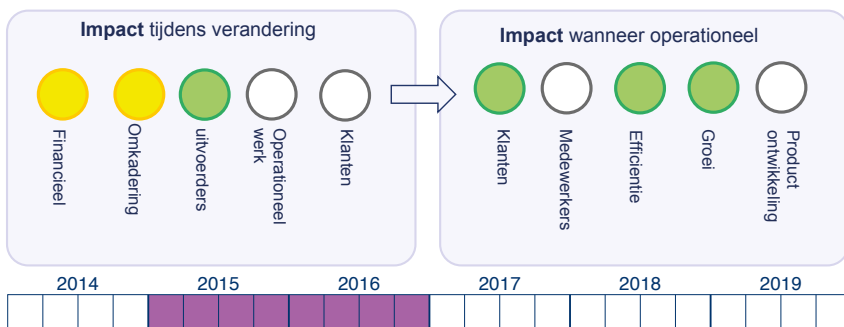 Impact tijdens verandering
Financieel
Omkadering
uitvoerders
Operationeel
werk
Klanten
Impact wanneer operationeel
Klanten
Medewerkers
Efficientie
Groei
Product
ontwikkeling
2014 2015 2016 2017 2018 2019